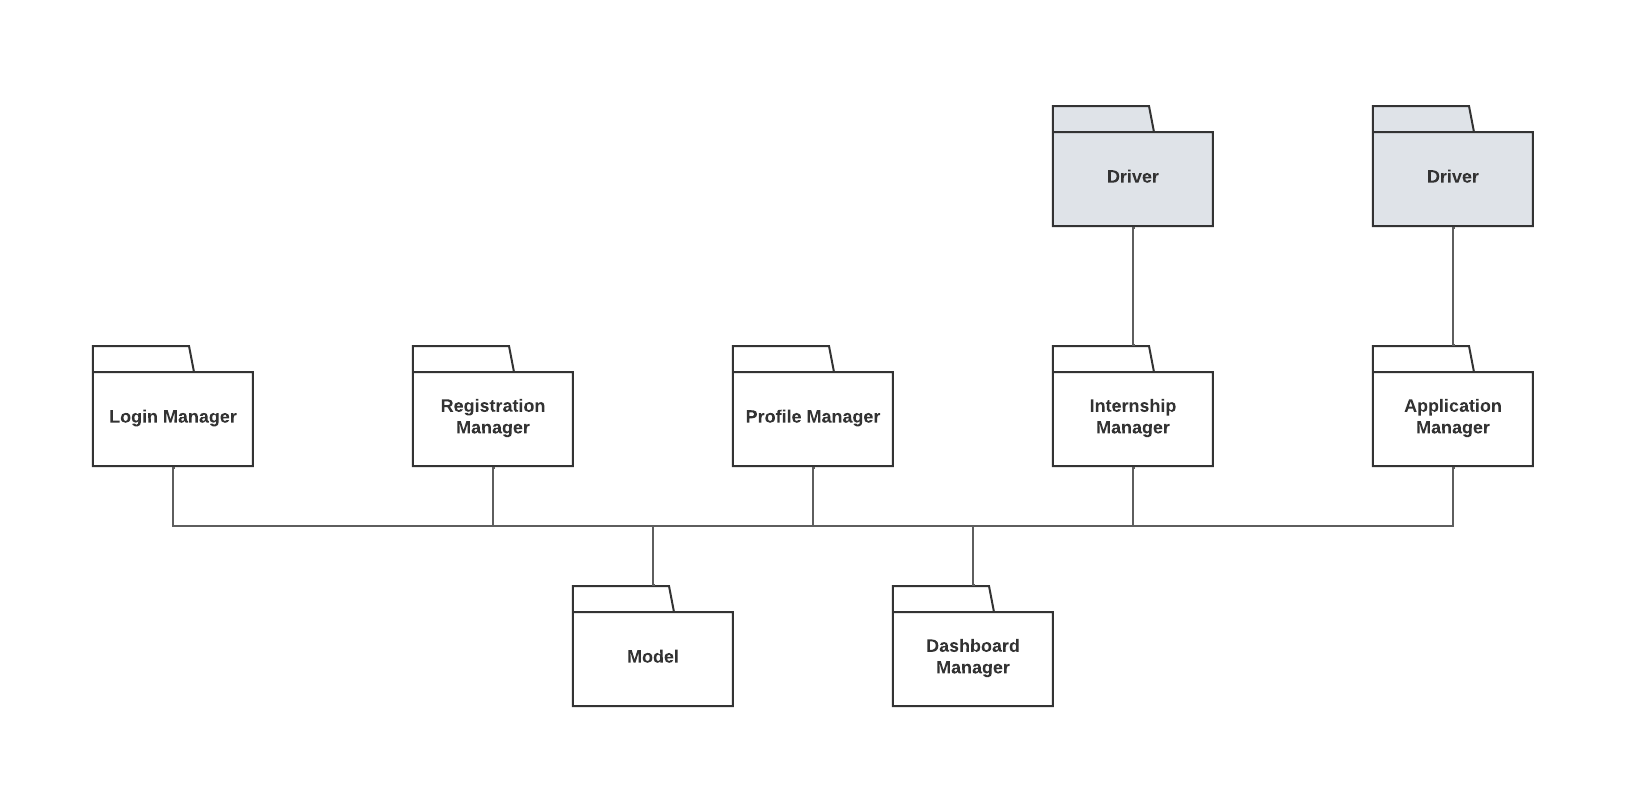 Driver
Driver
Login Manager
Registration
Manager
Profile Manager
Internship
Manager
Application
Manager
Model
Dashboard
Manager